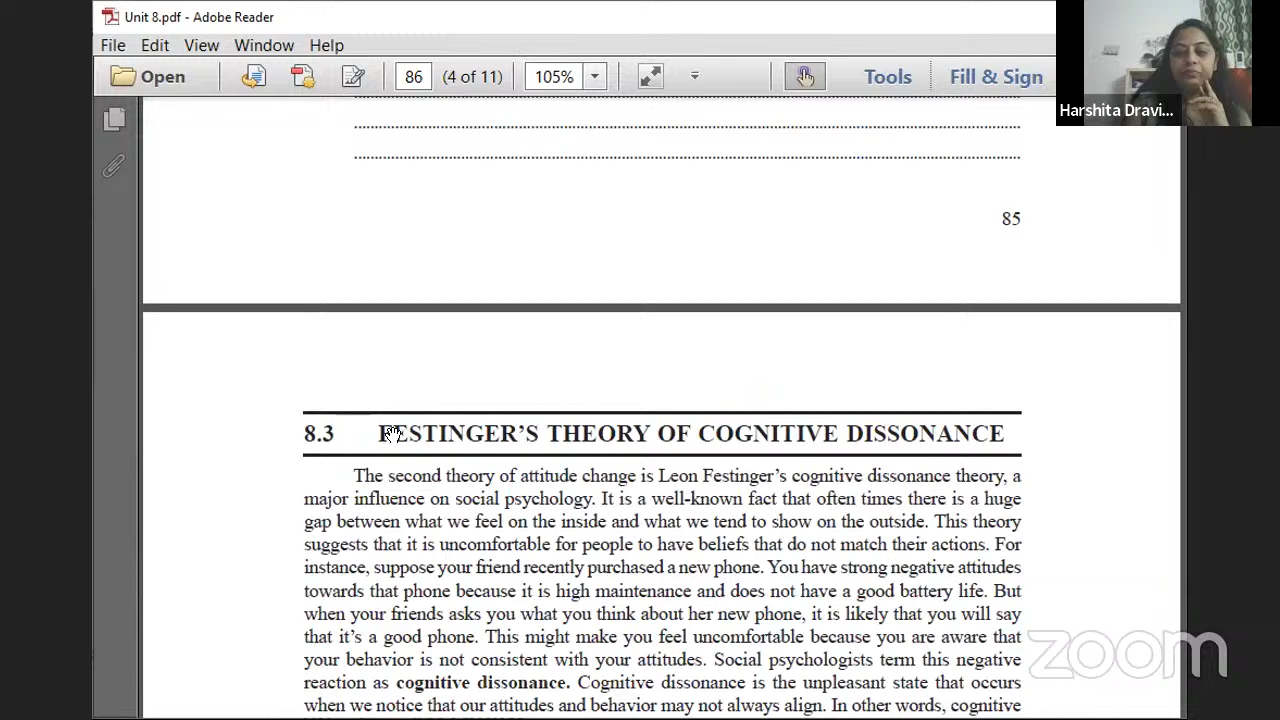 Unit 8.pdf - Adobe Reader
File Edit View Window Help
Open 86 (4 of 11) 105% Tools Fill & Sign
Harshita Dravi...
85
8.3 FESTINGER'S THEORY OF COGNITIVE DISSONANCE
The second theory of attitude change is Leon Festinger's cognitive dissonance theory, a
major influence on social psychology. It is a well-known fact that often times there is a huge
gap between what we feel on the inside and what we tend to show on the outside. This theory
suggests that it is uncomfortable for people to have beliefs that do not match their actions. For
instance, suppose your friend recently purchased a new phone. You have strong negative attitudes
towards that phone because it is high maintenance and does not have a good battery life. But
when your friends asks you what you think about her new phone, it is likely that you will say
that it's a good phone. This might make you feel uncomfortable because you are aware that
your behavior is not consistent with your attitudes. Social psychologists term this negative
reaction as cognitive dissonance. Cognitive dissonance is the unpleasant state that occurs
when we notice that our attitudes and behavior may not always align. In other words, cognitive
zoom